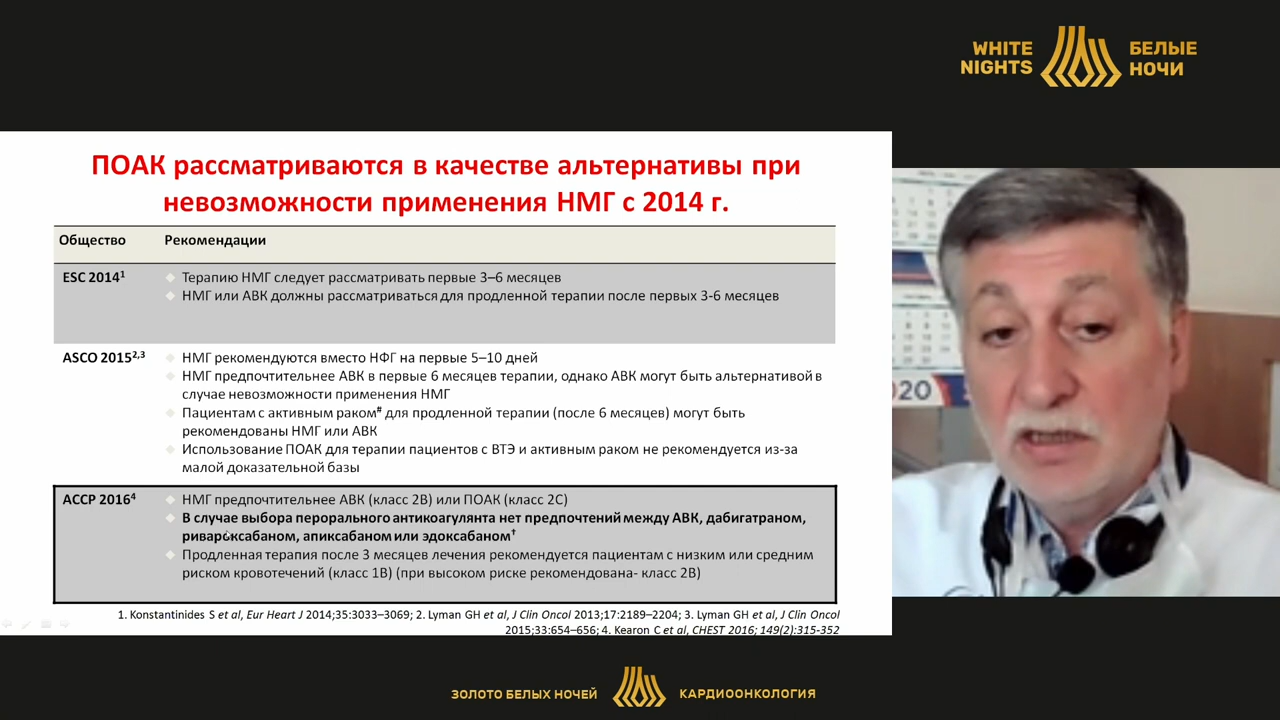 WHITE
NIGHTS
БЕЛЫЕ
НОЧИ
ПОАК рассматриваются в качестве альтернативы при
невозможности применения НМГ с 2014 г.
Общество Рекомендации
ESC 2014¹ Терапию НМГ следует рассматривать первые 3–6 месяцев
НМГ или АВК должны рассматриваться для продленной терапии после первых 3-6 месяцев
ASCO 2015²,³ НМГ рекомендуются вместо НФГ на первые 5–10 дней
НМГ предпочтительнее АВК в первые 6 месяцев терапии, однако АВК могут быть альтернативой в
случае невозможности применения НМГ
Пациентам с активным раком# для продленной терапии (после 6 месяцев) могут быть
рекомендованы НМГ или АВК
Использование ПОАК для терапии пациентов с ВТЭ и активным раком не рекомендуется из-за
малой доказательной базы
ACCP 2016⁴ НМГ предпочтительнее АВК (класс 2В) или ПОАК (класс 2С)
В случае выбора перорального антикоагулянта нет предпочтений между АВК, дабигатраном,
ривароксабаном, апиксабаном или эдоксабаном†
Продленная терапия после 3 месяцев лечения рекомендуется пациентам с низким или средним
риском кровотечений (класс 1В) (при высоком риске рекомендована- класс 2В)
1. Konstantinides S et al, Eur Heart J 2014;35:3033–3069; 2. Lyman GH et al, J Clin Oncol 2013;17:2189–2204; 3. Lyman GH et al, J Clin Oncol
2015;33:654–656; 4. Kearon C et al, CHEST 2016; 149(2):315-352
20
ЗОЛОТО БЕЛЫХ НОЧЕЙ
КАРДИООНКОЛОГИЯ